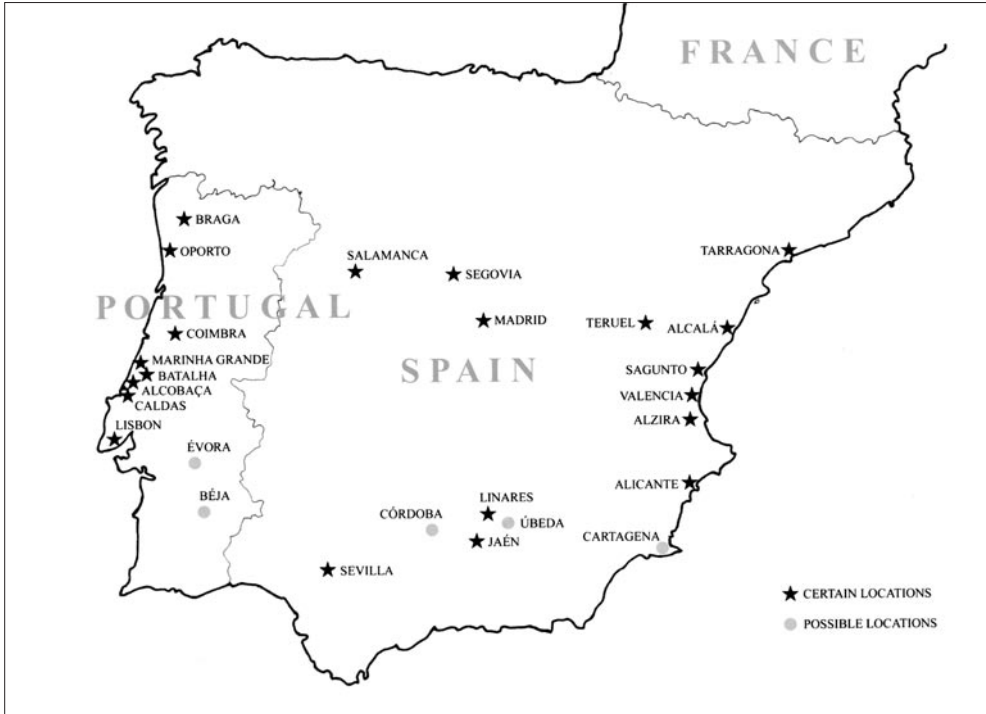 FRANCE
BRAGA
OPORTO
TARRAGONA
SALAMANCA
SEGOVIA
PORTUGAL
MADRID
TERUEL
ALCALÁ
COIMBRA
MARINHA GRANDE
SPAIN
SAGUNTO
BATALHA
ALCOBAÇA
VALENCIA
CALDAS
ALZIRA
LISBON
ÉVORA
ALICANTE
BÉJA
LINARES
CÓRDOBA
ÚBEDA
CARTAGENA
JAÉN
SEVILLA
CERTAIN LOCATIONS
POSSIBLE LOCATIONS